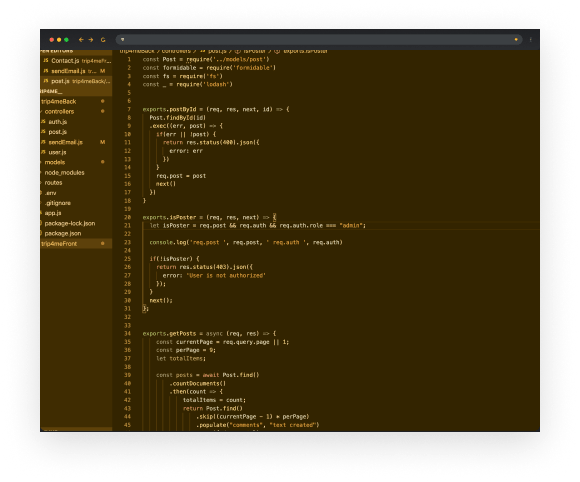 OPEN EDITORS
JS Contact.js trip4meFr...
JS sendEmail.js tr... M
JS post.js trip4meBack/...
TRIP4ME_
trip4meBack
controllers
JS auth.js
JS post.js
JS sendEmail.js M
JS user.js
models
node_modules
routes
.env
.gitignore
app.js
package-lock.json
package.json
trip4meFront
trip4meBack / controllers / JS post.js / isPoster / exports.isPoster
1 const Post = require('../models/post')
2 const formidable = require('formidable')
3 const fs = require('fs')
4 const _ = require('lodash')
5
6
7 exports.postById = (req, res, next, id) => {
8 Post.findById(id)
9 .exec((err, post) => {
10 if(err || !post) {
11 return res.status(400).json({
12 error: err
13 })
14 }
15 req.post = post
16 next()
17 })
18 }
19
20 exports.isPoster = (req, res, next) => {
21 let isPoster = req.post && req.auth && req.auth.role === "admin";
22
23 console.log('req.post ', req.post, ' req.auth ', req.auth)
24
25 if(!isPoster) {
26 return res.status(403).json({
27 error: 'User is not authorized'
28 });
29 }
30 next();
31 };
32
33
34 exports.getPosts = async (req, res) => {
35 const currentPage = req.query.page || 1;
36 const perPage = 9;
37 let totalItems;
38
39 const posts = await Post.find()
40 .countDocuments()
41 .then(count => {
42 totalItems = count;
43 return Post.find()
44 .skip((currentPage - 1) * perPage)
45 .populate("comments", "text created")